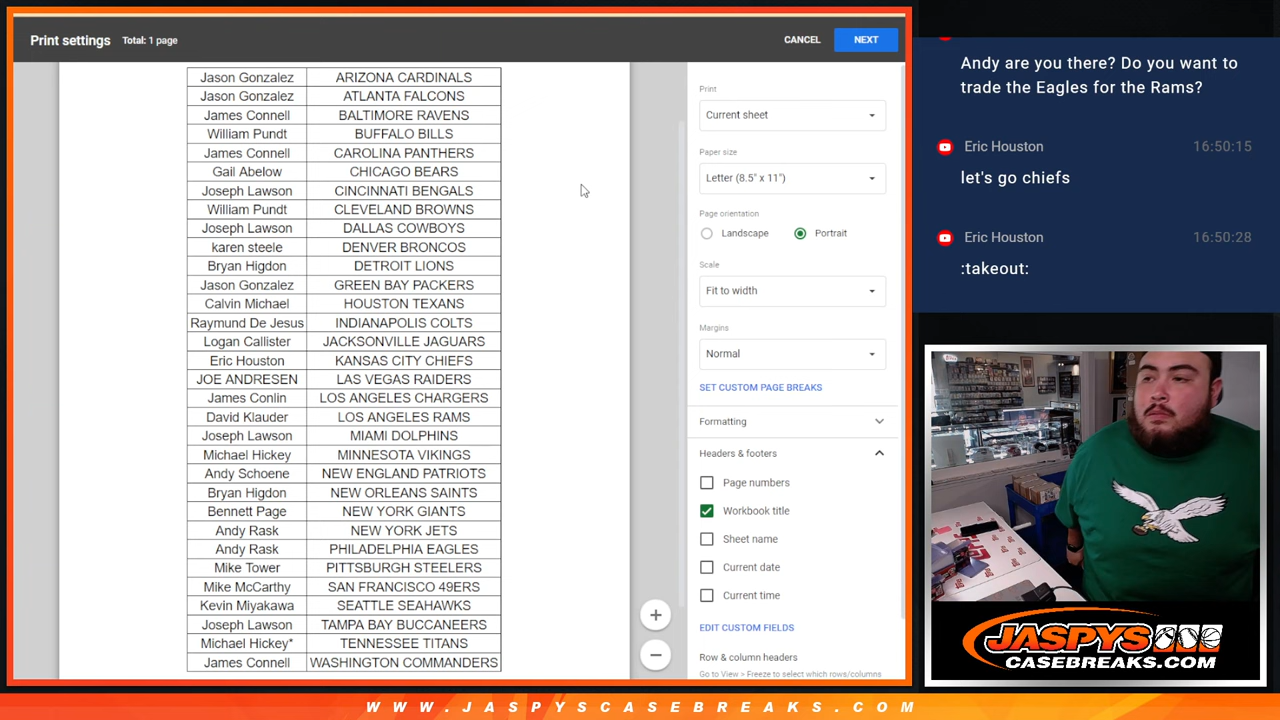 Print settings Total: 1 page CANCEL NEXT
Jason Gonzalez ARIZONA CARDINALS
Jason Gonzalez ATLANTA FALCONS
James Connell BALTIMORE RAVENS
William Pundt BUFFALO BILLS
James Connell CAROLINA PANTHERS
Gail Abelow CHICAGO BEARS
Joseph Lawson CINCINNATI BENGALS
William Pundt CLEVELAND BROWNS
Joseph Lawson DALLAS COWBOYS
karen steele DENVER BRONCOS
Bryan Higdon DETROIT LIONS
Jason Gonzalez GREEN BAY PACKERS
Calvin Michael HOUSTON TEXANS
Raymund De Jesus INDIANAPOLIS COLTS
Logan Callister JACKSONVILLE JAGUARS
Eric Houston KANSAS CITY CHIEFS
JOE ANDRESEN LAS VEGAS RAIDERS
James Conlin LOS ANGELES CHARGERS
David Klauder LOS ANGELES RAMS
Joseph Lawson MIAMI DOLPHINS
Michael Hickey MINNESOTA VIKINGS
Andy Schoene NEW ENGLAND PATRIOTS
Bryan Higdon NEW ORLEANS SAINTS
Bennett Page NEW YORK GIANTS
Andy Rask NEW YORK JETS
Andy Rask PHILADELPHIA EAGLES
Mike Tower PITTSBURGH STEELERS
Mike McCarthy SAN FRANCISCO 49ERS
Kevin Miyakawa SEATTLE SEAHAWKS
Joseph Lawson TAMPA BAY BUCCANEERS
Michael Hickey* TENNESSEE TITANS
James Connell WASHINGTON COMMANDERS
Print
Current sheet
Paper size
Letter (8.5" x 11")
Page orientation
Landscape Portrait
Scale
Fit to width
Margins
Normal
SET CUSTOM PAGE BREAKS
Formatting
Headers & footers
Page numbers
Workbook title
Sheet name
Current date
Current time
EDIT CUSTOM FIELDS
Row & column headers
Go to View > Freeze to select which rows/columns
Andy are you there? Do you want to
trade the Eagles for the Rams?
Eric Houston 16:50:15
let's go chiefs
Eric Houston 16:50:28
:takeout:
JASPYS
CASEBREAKS.COM
WWW.JASPYSCASEBREAKS.COM